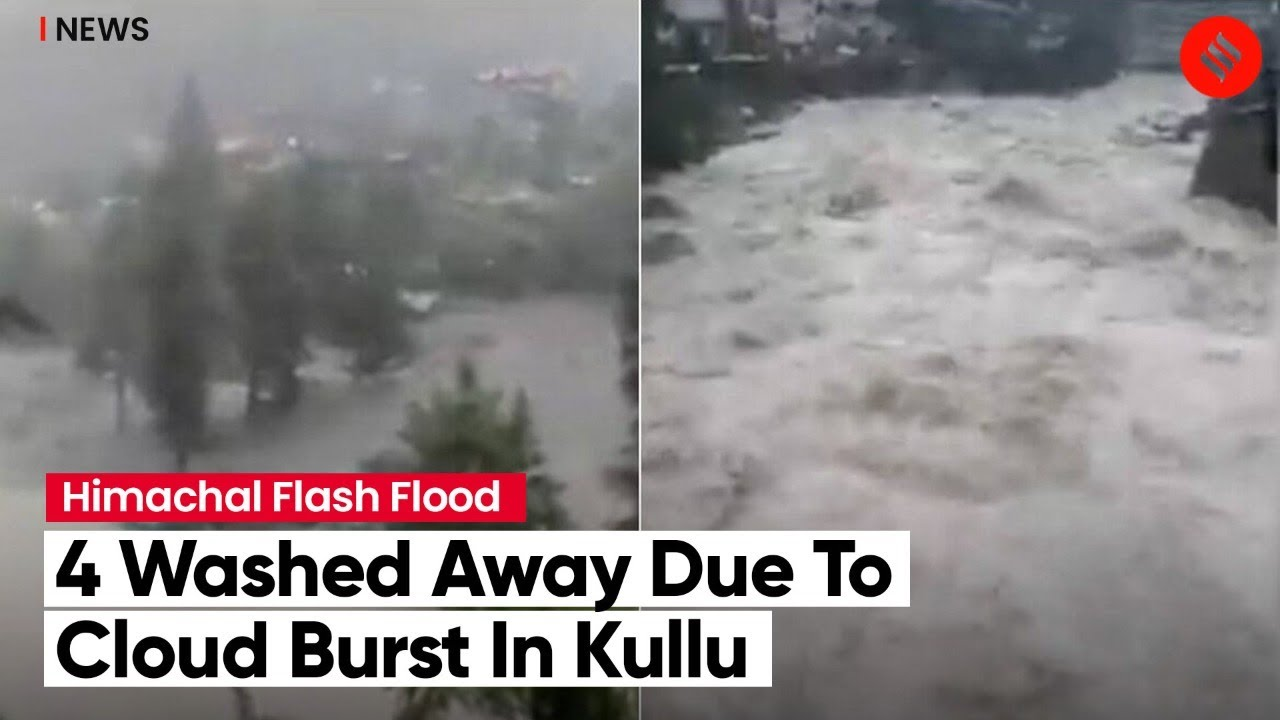 NEWS
Himachal Flash Flood
4 Washed Away Due To
Cloud Burst In Kullu